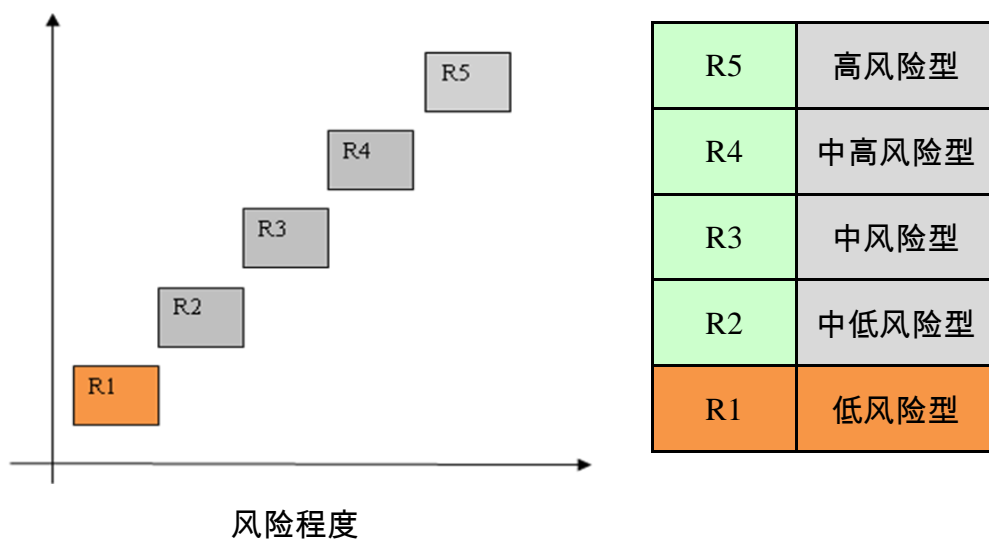 R5
R4
R3
R2
R1
风险程度
R5 高风险型
R4 中高风险型
R3 中风险型
R2 中低风险型
R1 低风险型